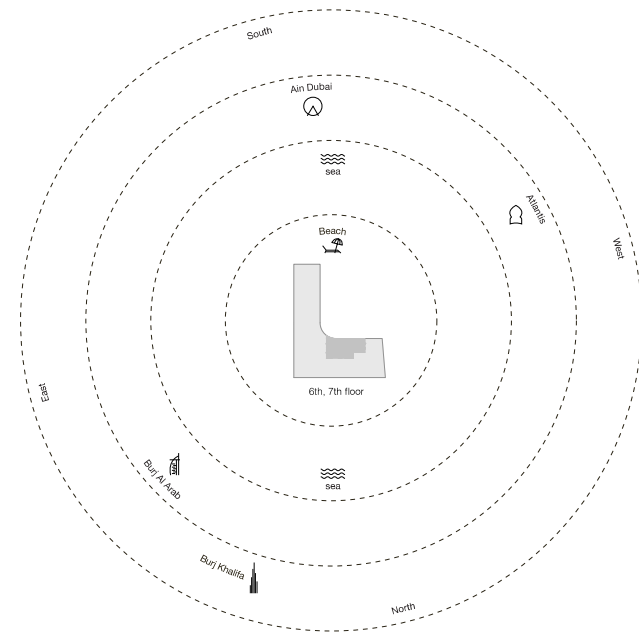 South
Ain Dubai
sea
Atlantis
Beach
West
6th, 7th floor
East
Burj Al Arab
sea
Burj Khalifa
North